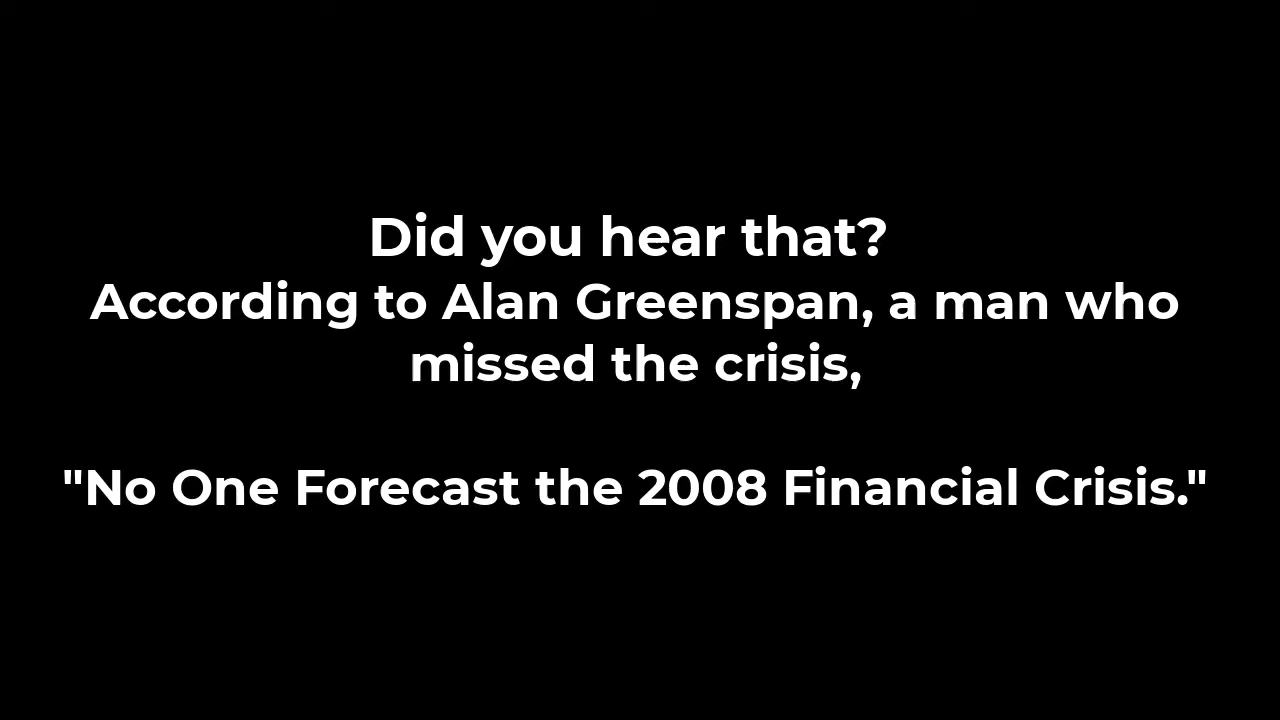 Did you hear that?
According to Alan Greenspan, a man who
missed the crisis,
"No One Forecast the 2008 Financial Crisis."